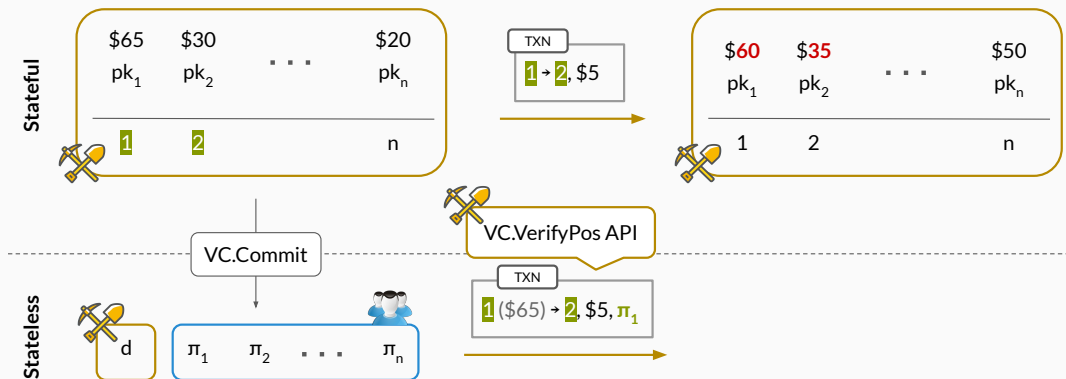 Stateful
$65 $30 $20
pk1 pk2 ... pkn
1 2 n
TXN
1 → 2, $5
$60 $35 $50
pk1 pk2 ... pkn
1 2 n
VC.Commit
VC.VerifyPos API
Stateless
d
π1 π2 ... πn
TXN
1 ($65) → 2, $5, π1